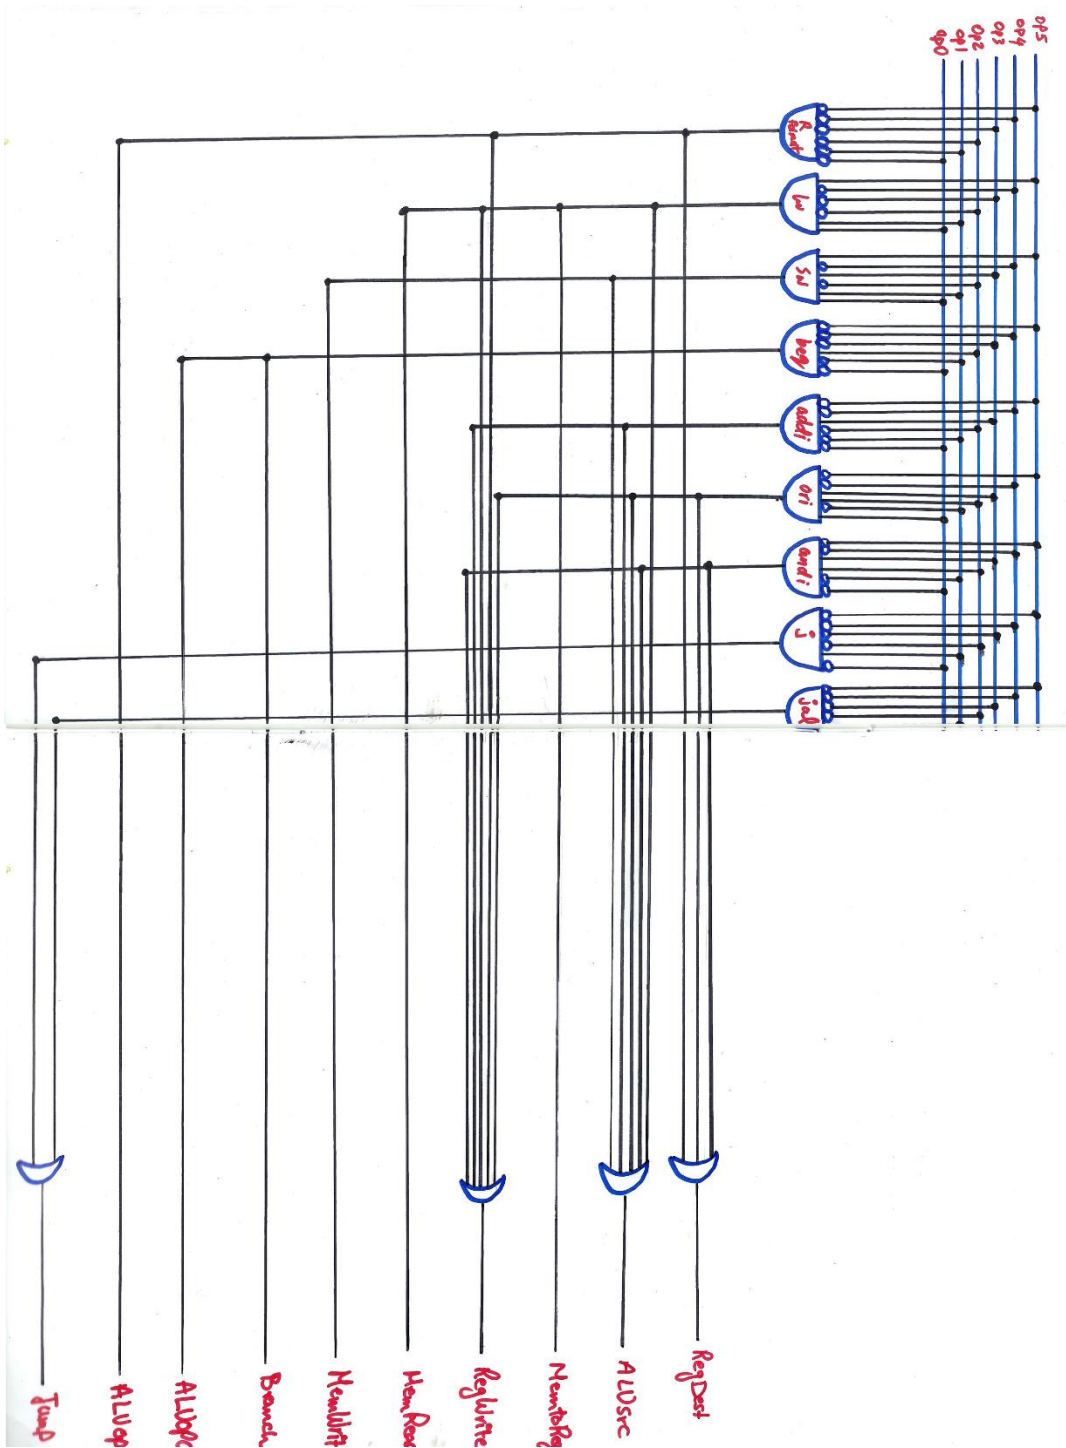 op5
op4
op3
op2
op1
op0
R format
lw
sw
beq
addi
ori
andi
j
jal
RegDest
ALUsrc
MemtoReg
RegWrite
MemRead
MemWrit
Branch
ALUop
ALUop
Jump